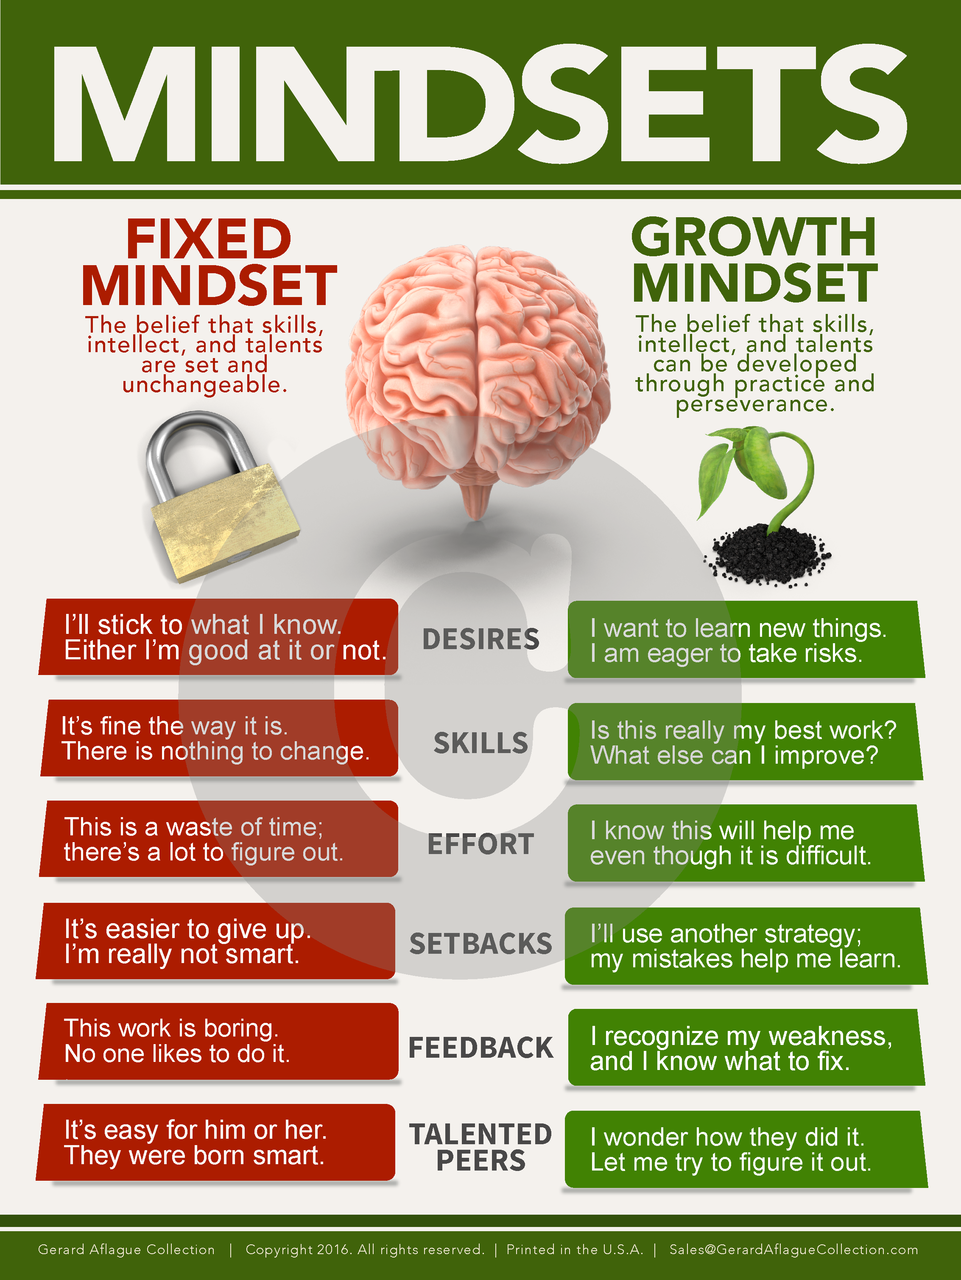 MINDSETS
FIXED
MINDSET
The belief that skills,
intellect, and talents
are set and
unchangeable.
GROWTH
MINDSET
The belief that skills,
intellect, and talents
can be developed
through practice and
perseverance.
I'll stick to what I know.
Either I'm good at it or not.
DESIRES
I want to learn new things.
I am eager to take risks.
It's fine the way it is.
There is nothing to change.
SKILLS
Is this really my best work?
What else can I improve?
This is a waste of time;
there's a lot to figure out.
EFFORT
I know this will help me
even though it is difficult.
It's easier to give up.
I'm really not smart.
SETBACKS
I'll use another strategy;
my mistakes help me learn.
This work is boring.
No one likes to do it.
FEEDBACK
I recognize my weakness,
and I know what to fix.
It's easy for him or her.
They were born smart.
TALENTED
PEERS
I wonder how they did it.
Let me try to figure it out.
C
Gerard Aflague Collection | Copyright 2016. All rights reserved. | Printed in the U.S.A. | Sales@GerardAflagueCollection.com